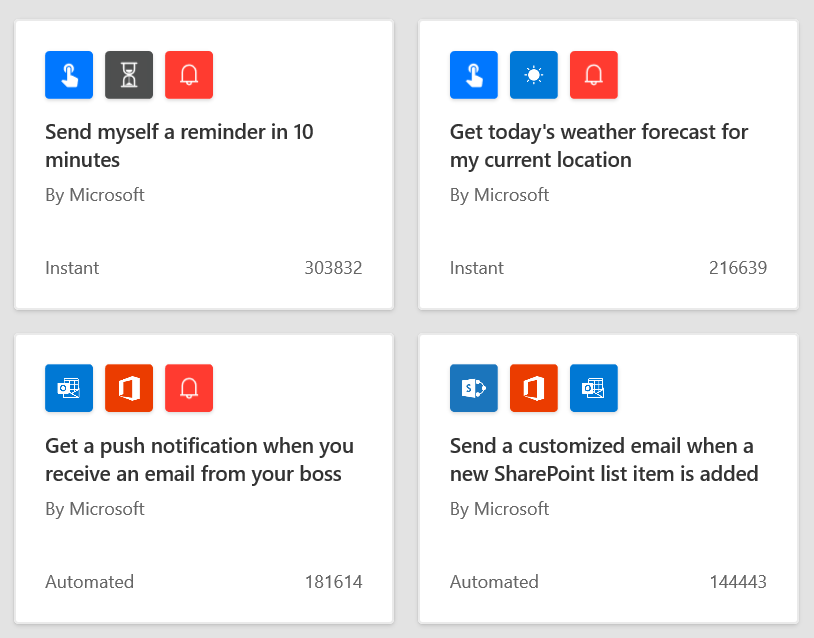 Send myself a reminder in 10
minutes
By Microsoft
Instant
303832
Get today's weather forecast for
my current location
By Microsoft
Instant
216639
Get a push notification when you
receive an email from your boss
By Microsoft
Automated
181614
Send a customized email when a
new SharePoint list item is added
By Microsoft
Automated
144443